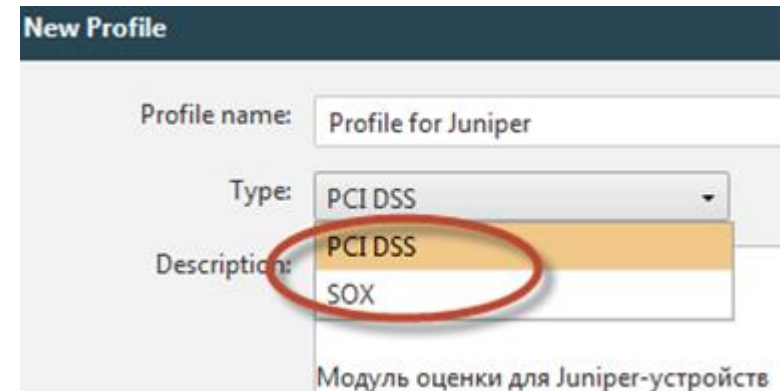 New Profile
Profile name: Profile for Juniper
Type: PCI DSS
PCI DSS
Description:
SOX
Модуль оценки для Juniper-устройств